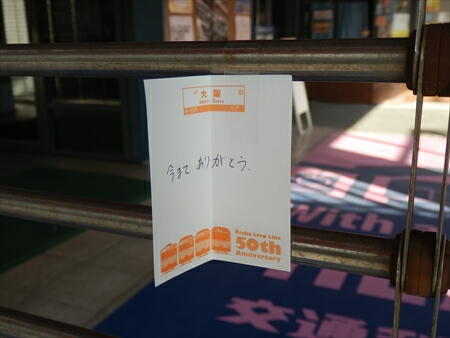 大阪
今まで ありがとう.
Osaka Loop Line
50th
Anniversary
With
交通